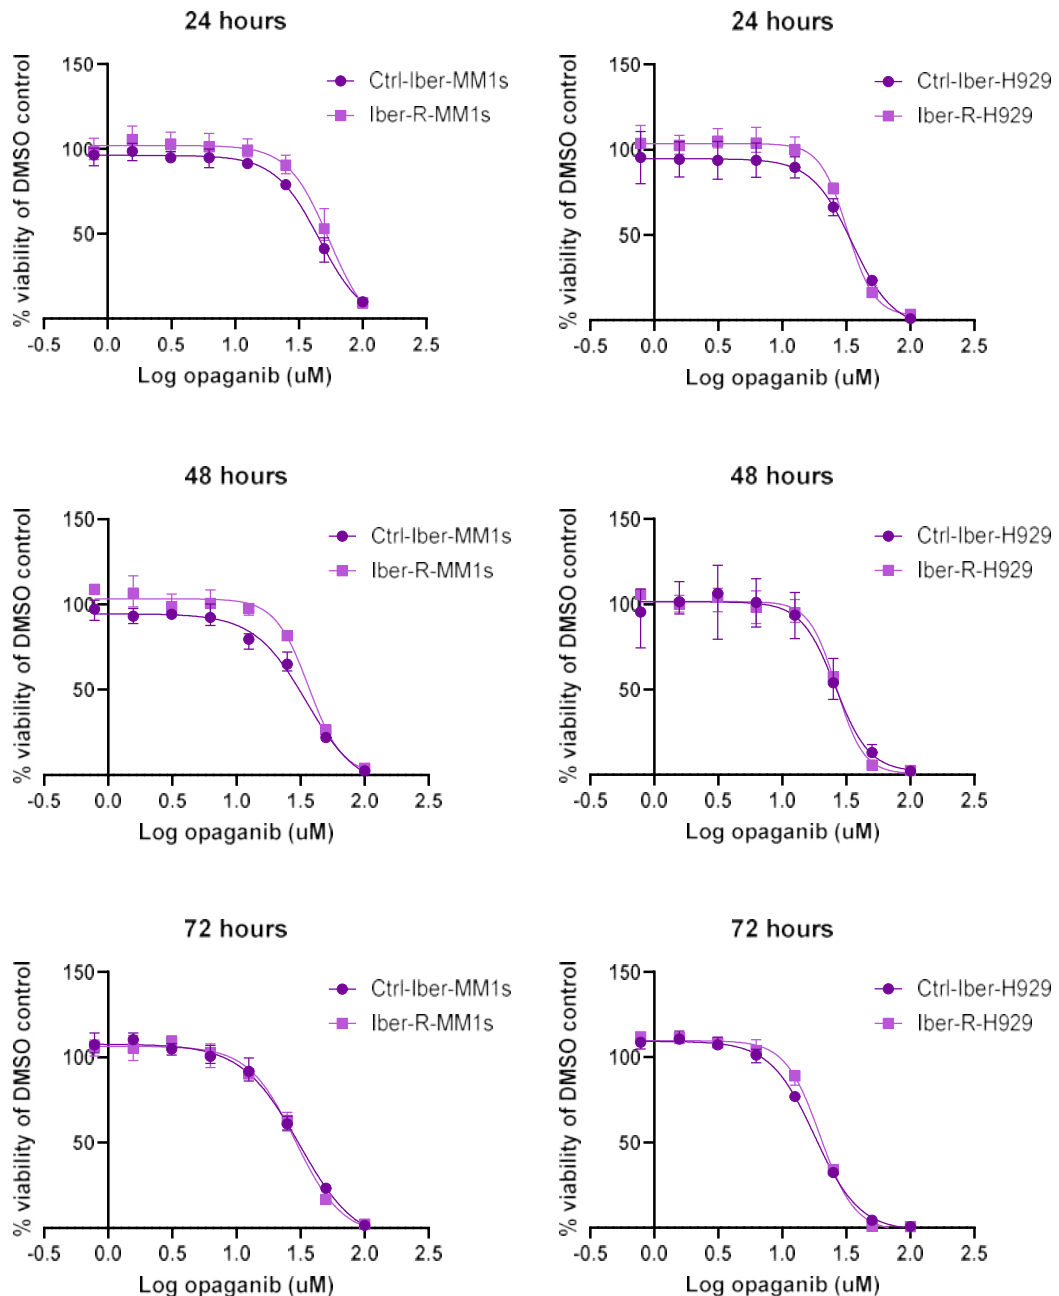 24 hours
150
100
50
% viability of DMSO control
Ctrl-Iber-MM1s
Iber-R-MM1s
-0.5 0.0 0.5 1.0 1.5 2.0 2.5
Log opaganib (uM)
24 hours
150
100
50
% viability of DMSO control
Ctrl-Iber-H929
Iber-R-H929
-0.5 0.0 0.5 1.0 1.5 2.0 2.5
Log opaganib (uM)
48 hours
150
100
50
% viability of DMSO control
Ctrl-Iber-MM1s
Iber-R-MM1s
-0.5 0.0 0.5 1.0 1.5 2.0 2.5
Log opaganib (uM)
48 hours
150
100
50
% viability of DMSO control
Ctrl-Iber-H929
Iber-R-H929
-0.5 0.0 0.5 1.0 1.5 2.0 2.5
Log opaganib (uM)
72 hours
150
100
50
% viability of DMSO control
Ctrl-Iber-MM1s
Iber-R-MM1s
-0.5 0.0 0.5 1.0 1.5 2.0 2.5
Log opaganib (uM)
72 hours
150
100
50
% viability of DMSO control
Ctrl-Iber-H929
Iber-R-H929
-0.5 0.0 0.5 1.0 1.5 2.0 2.5
Log opaganib (uM)